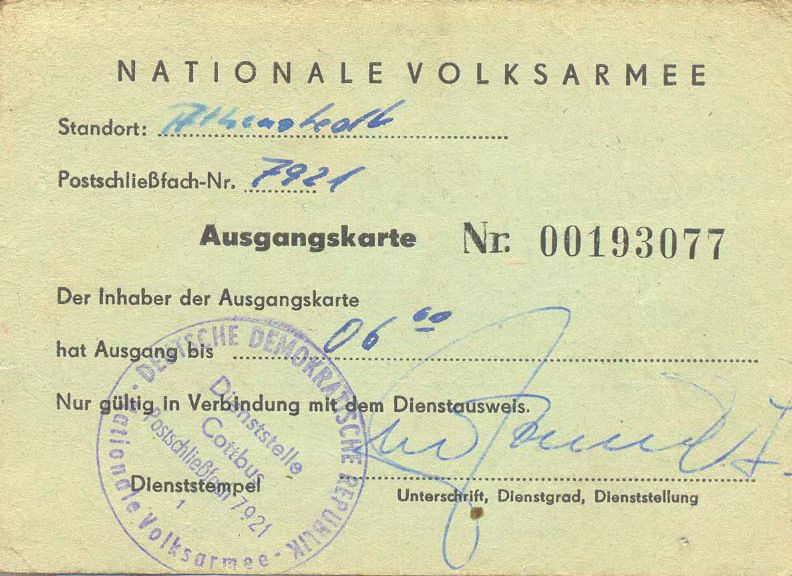 NATIONALE VOLKSARMEE
Standort: Athenstedt
Postschließfach-Nr. 7921
Ausgangskarte Nr. 00193077
Der Inhaber der Ausgangskarte
hat Ausgang bis 06 00
Nur gültig in Verbindung mit dem Dienstausweis.
Dienststempel
Unterschrift, Dienstgrad, Dienststellung
DEUTSCHE DEMOKRATISCHE REPUBLIK
Nationale Volksarmee
Dienststelle
Cottbus
Postschließfach 7921
1